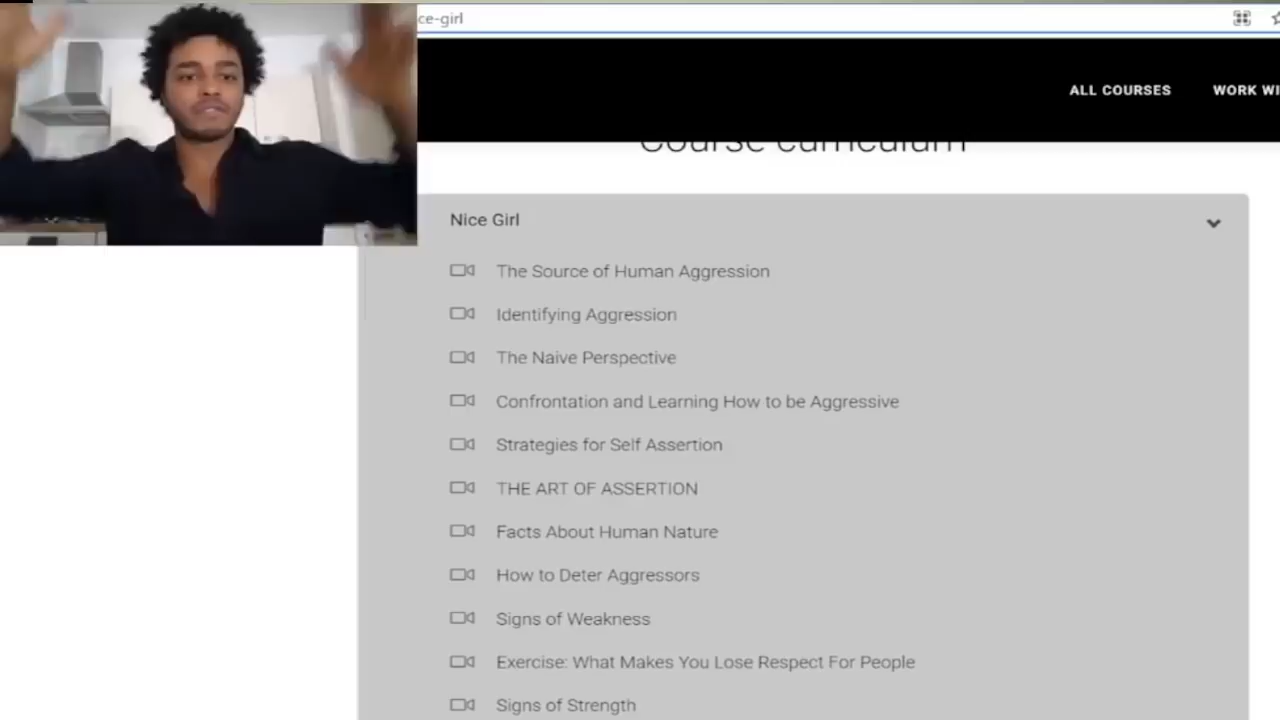 ce-girl
ALL COURSES
WORK WI
Course curriculum
Nice Girl
The Source of Human Aggression
Identifying Aggression
The Naive Perspective
Confrontation and Learning How to be Aggressive
Strategies for Self Assertion
THE ART OF ASSERTION
Facts About Human Nature
How to Deter Aggressors
Signs of Weakness
Exercise: What Makes You Lose Respect For People
Signs of Strength